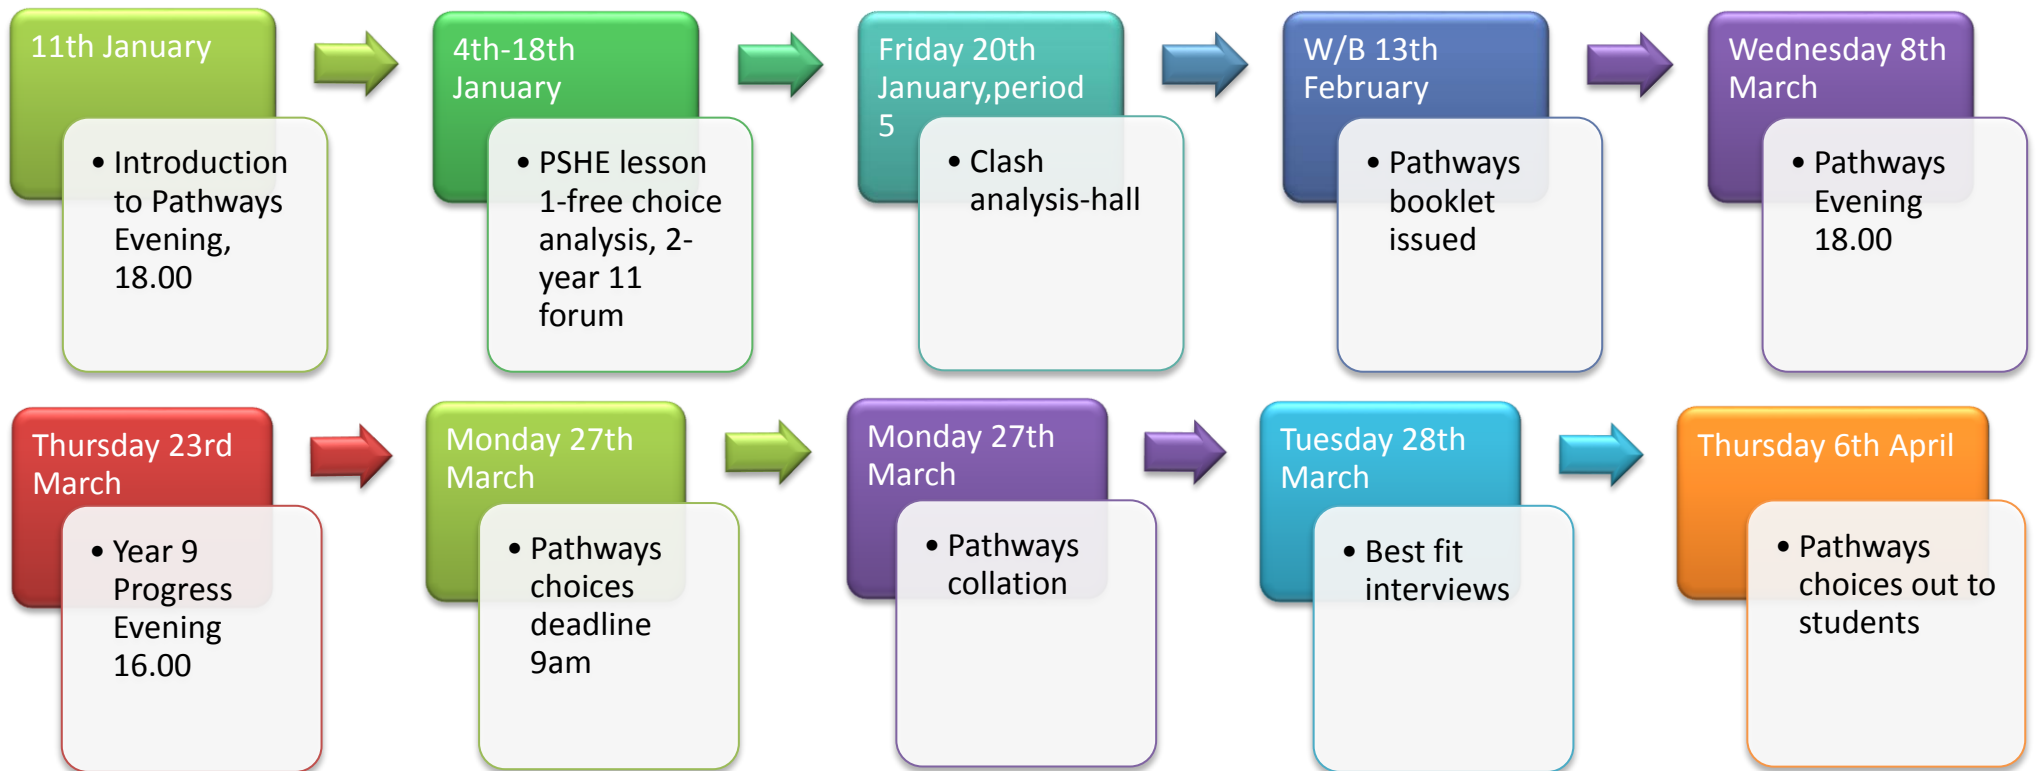 11th January
• Introduction
to Pathways
Evening,
18.00
4th-18th
January
• PSHE lesson
1-free choice
analysis, 2-
year 11
forum
Friday 20th
January,period
5
• Clash
analysis-hall
W/B 13th
February
• Pathways
booklet
issued
Wednesday 8th
March
• Pathways
Evening
18.00
Thursday 23rd
March
• Year 9
Progress
Evening
16.00
Monday 27th
March
• Pathways
choices
deadline
9am
Monday 27th
March
• Pathways
collation
Tuesday 28th
March
• Best fit
interviews
Thursday 6th April
• Pathways
choices out to
students